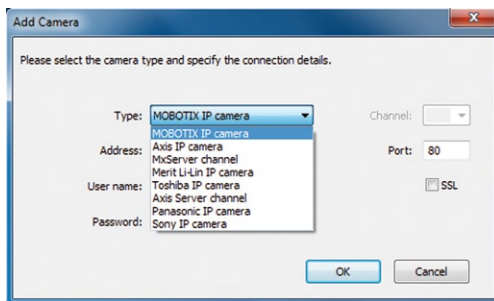 Add Camera
Please select the camera type and specify the connection details.
Type: MOBOTIX IP camera Channel:
MOBOTIX IP camera
Axis IP camera
MxServer channel
Merit Li-Lin IP camera
Toshiba IP camera
Axis Server channel
Panasonic IP camera
Sony IP camera
Address: Port: 80
User name: SSL
Password:
OK Cancel